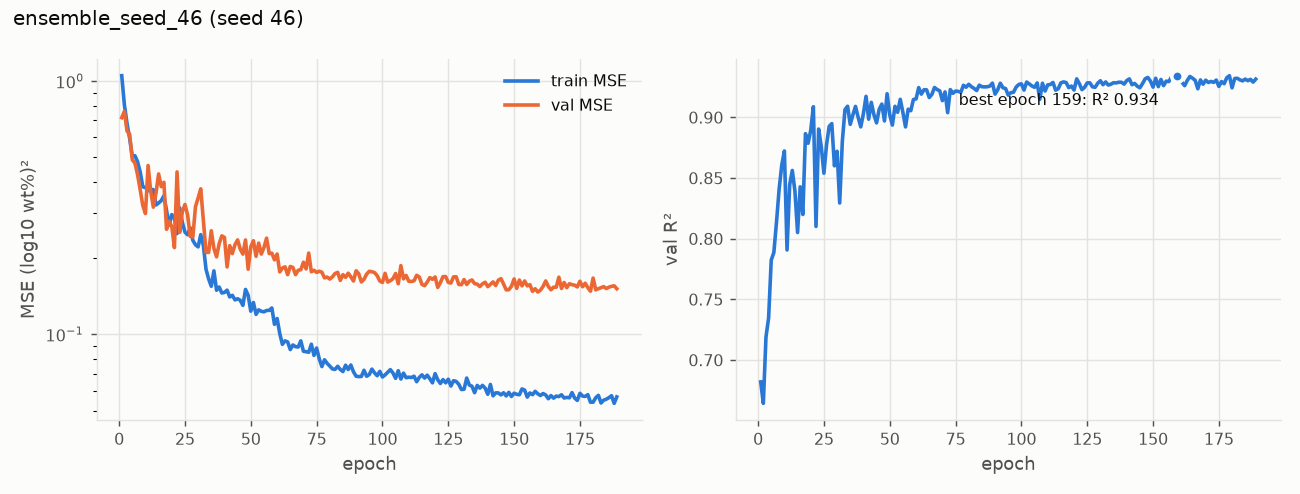 ensemble_seed_46 (seed 46)
MSE (log10 wt%)²
10⁰
10⁻¹
train MSE
val MSE
0 25 50 75 100 125 150 175
epoch
val R²
0.90
0.85
0.80
0.75
0.70
best epoch 159: R² 0.934
0 25 50 75 100 125 150 175
epoch